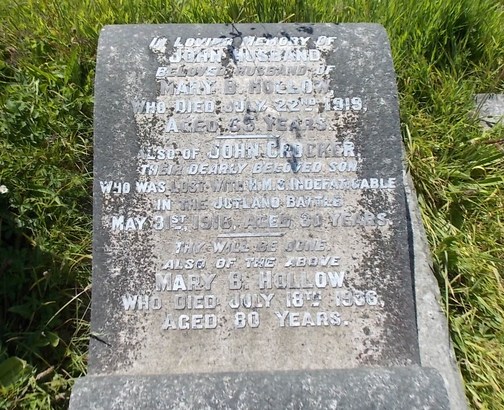 IN LOVING MEMORY OF
JOHN HUSBAND
BELOVED HUSBAND OF
MARY B. HOLLOW
WHO DIED JULY 22ND 1919,
AGED YEARS.
ALSO OF JOHN CROCKER,
THEIR DEARLY BELOVED SON
WHO WAS LOST WITH H.M.S. INDEFATIGABLE
IN THE JUTLAND BATTLE
MAY 31ST, 1916, AGED 30 YEARS.
THY WILL BE DONE.
ALSO OF THE ABOVE
MARY B. HOLLOW
WHO DIED JULY 18TH
AGED 80 YEARS.